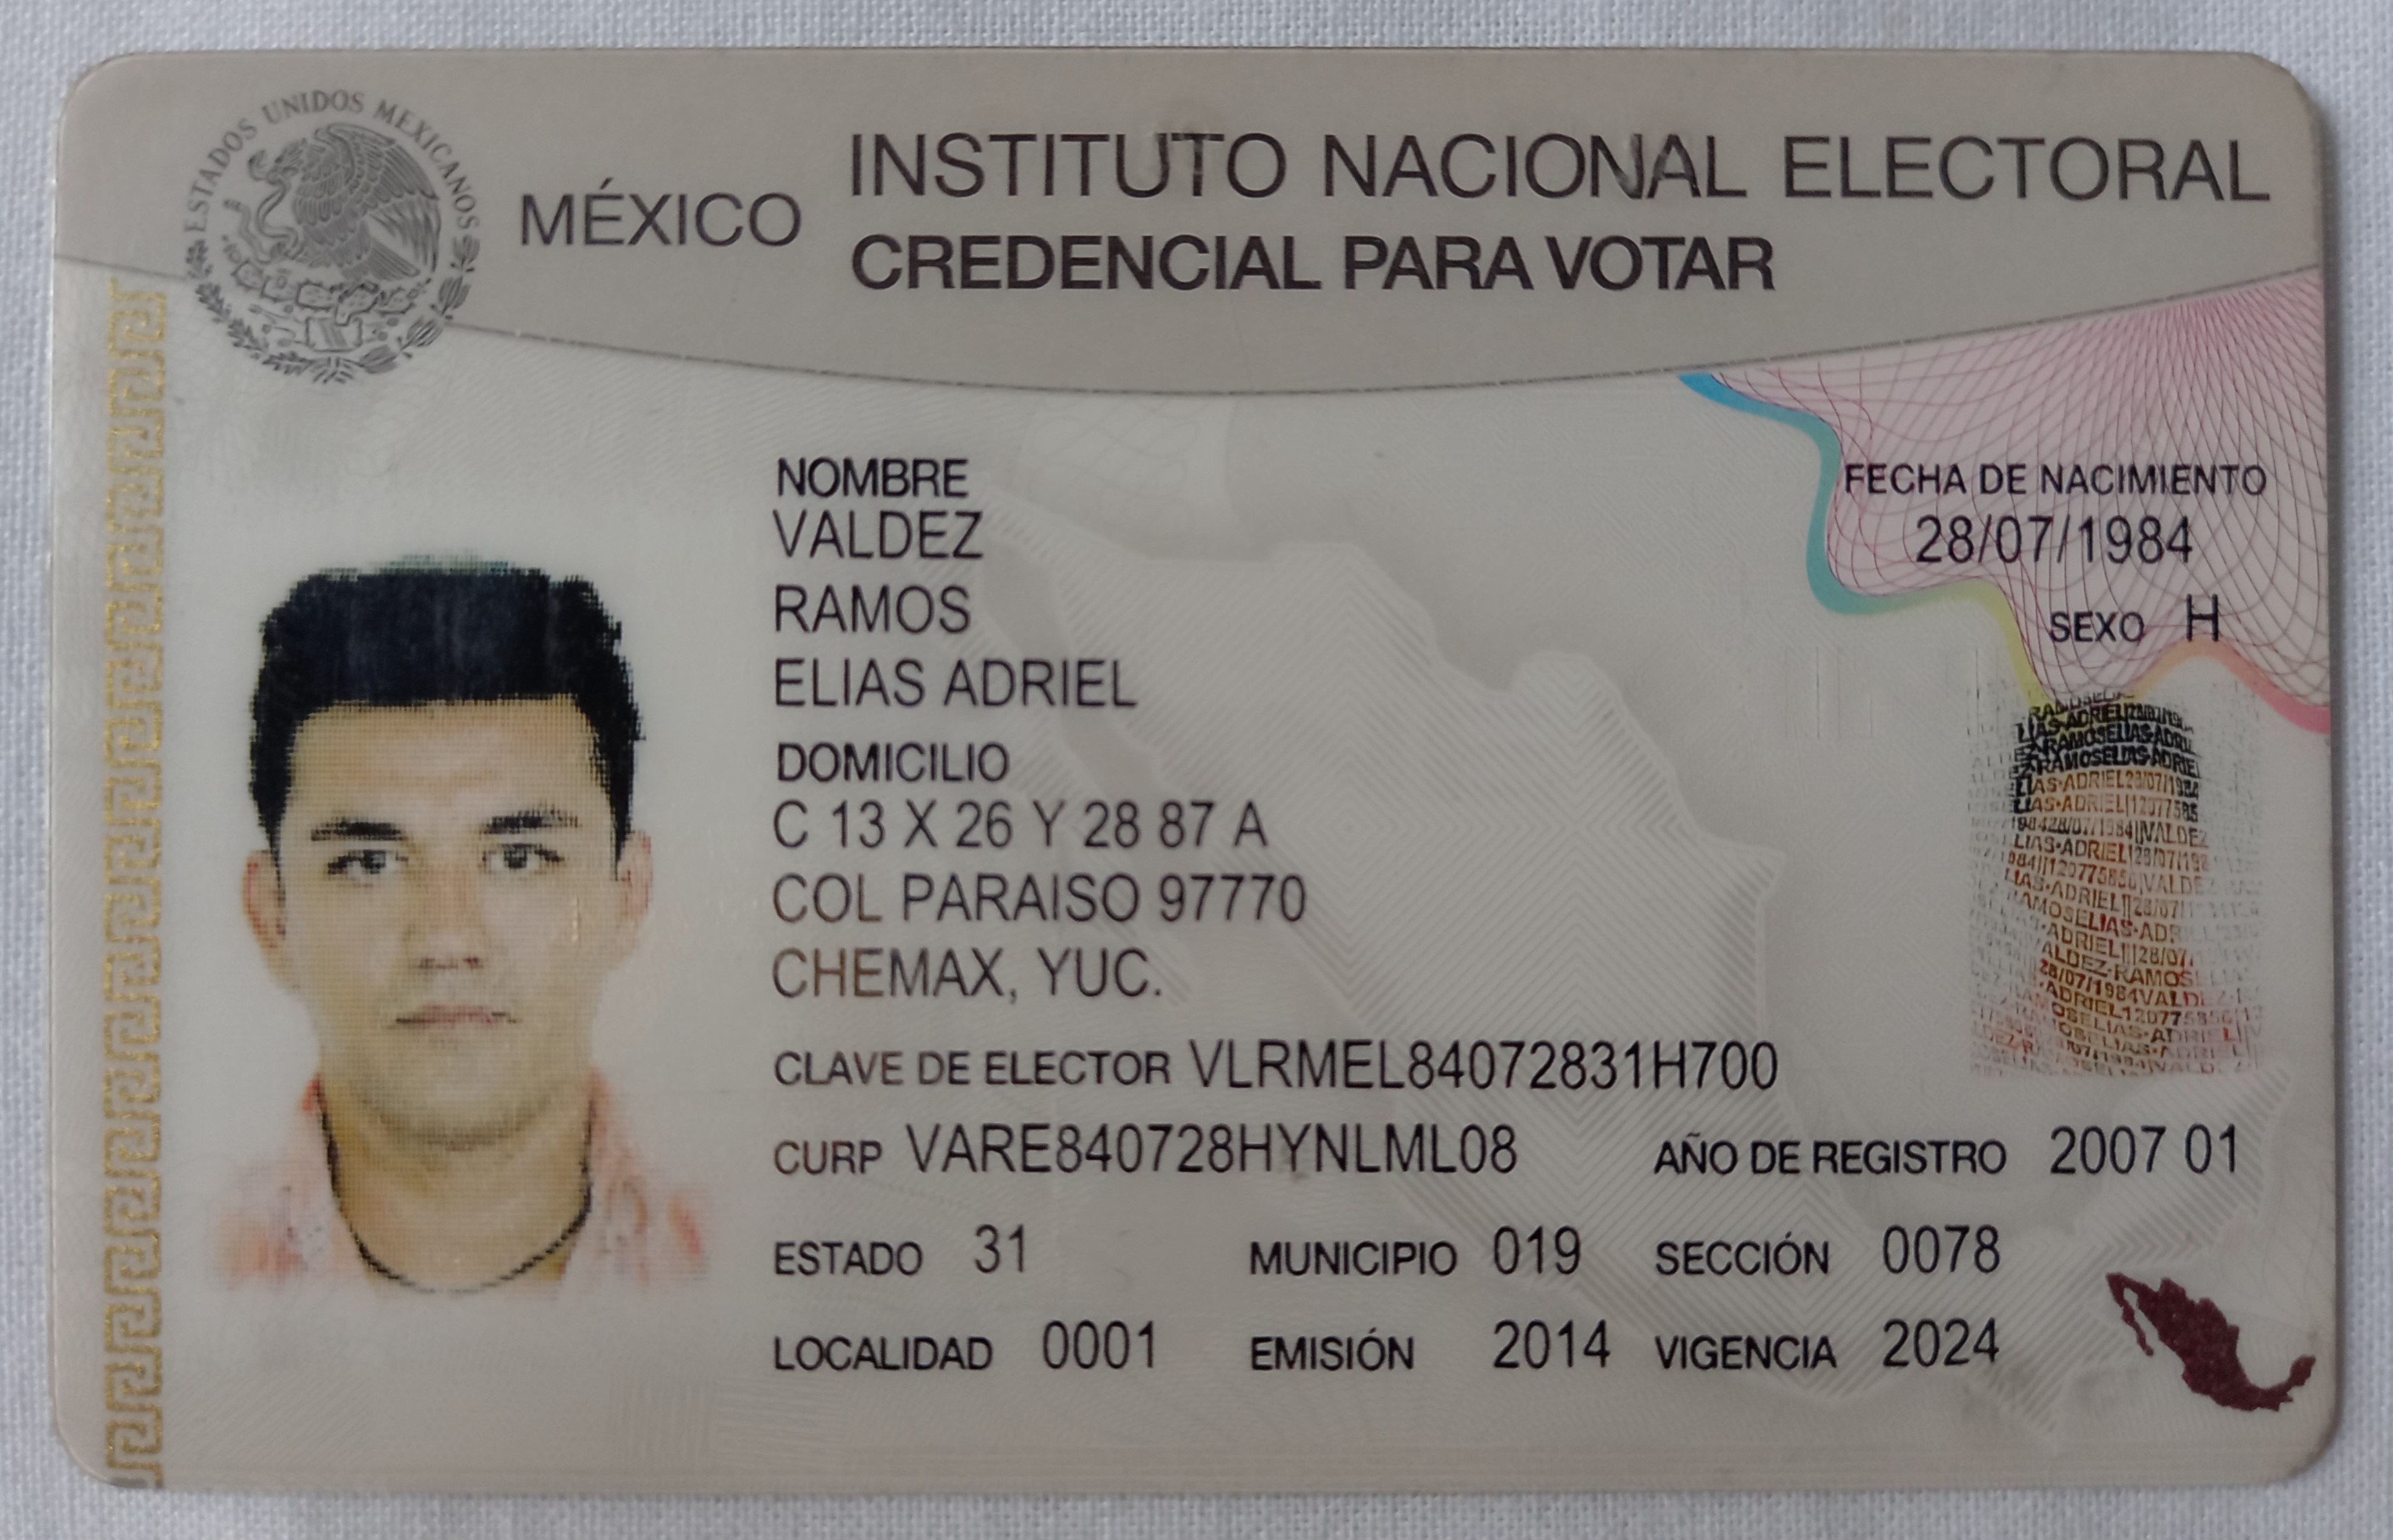 ESTADOS UNIDOS MEXICANOS
MÉXICO
INSTITUTO NACIONAL ELECTORAL
CREDENCIAL PARA VOTAR
NOMBRE
VALDEZ
RAMOS
ELIAS ADRIEL
FECHA DE NACIMIENTO
28/07/1984
SEXO H
DOMICILIO
C 13 X 26 Y 28 87 A
COL PARAISO 97770
CHEMAX, YUC.
CLAVE DE ELECTOR VLRMEL84072831H700
CURP VARE840728HYNLML08 AÑO DE REGISTRO 2007 01
ESTADO 31 MUNICIPIO 019 SECCIÓN 0078
LOCALIDAD 0001 EMISIÓN 2014 VIGENCIA 2024